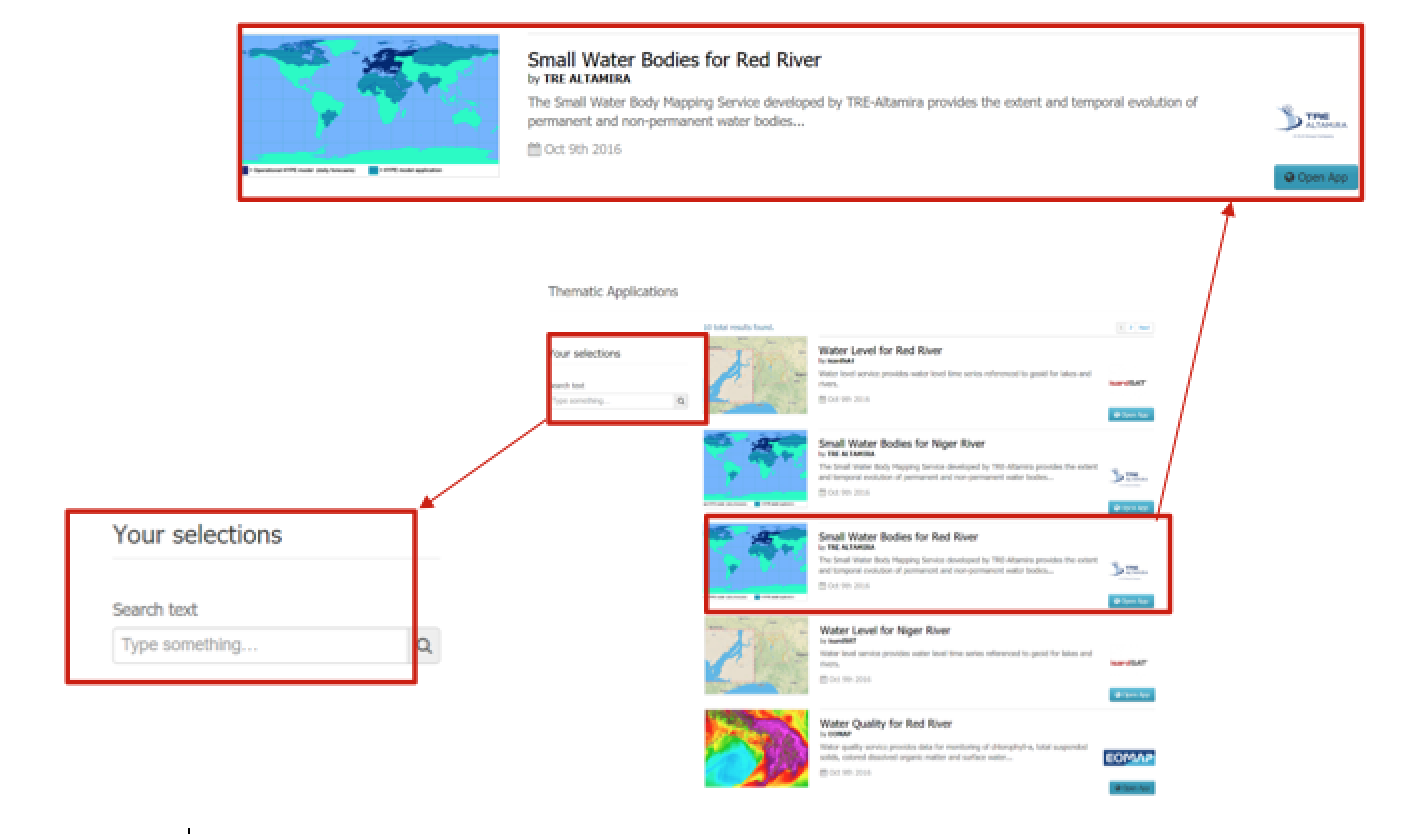 Small Water Bodies for Red River
by TRE ALTAMIRA
The Small Water Body Mapping Service developed by TRE-Altamira provides the extent and temporal evolution of
permanent and non-permanent water bodies...
Oct 9th 2016
TRE
ALTAMIRA
= Operational HYPE model (daily forecasts) = HYPE model application
Open App
Thematic Applications
10 total results found.
Next
Your selections
Search text
Type something...
Water Level for Red River
by isardSAT
Water level service provides water level time series referenced to geoid for lakes and
rivers.
Oct 9th 2016
isardSAT
Open App
Small Water Bodies for Niger River
by TRE ALTAMIRA
The Small Water Body Mapping Service developed by TRE-Altamira provides the extent
and temporal evolution of permanent and non-permanent water bodies...
Oct 9th 2016
TRE
ALTAMIRA
Open App
Small Water Bodies for Red River
by TRE ALTAMIRA
The Small Water Body Mapping Service developed by TRE-Altamira provides the extent
and temporal evolution of permanent and non-permanent water bodies...
Oct 9th 2016
TRE
ALTAMIRA
Open App
Water Level for Niger River
by isardSAT
Water level service provides water level time series referenced to geoid for lakes and
rivers.
Oct 9th 2016
isardSAT
Open App
Water Quality for Red River
by EOMAP
Water quality service provides data for monitoring of chlorophyll-a, total suspended
solids, colored dissolved organic matter and surface water...
Oct 9th 2016
EOMAP
Open App
Your selections
Search text
Type something...